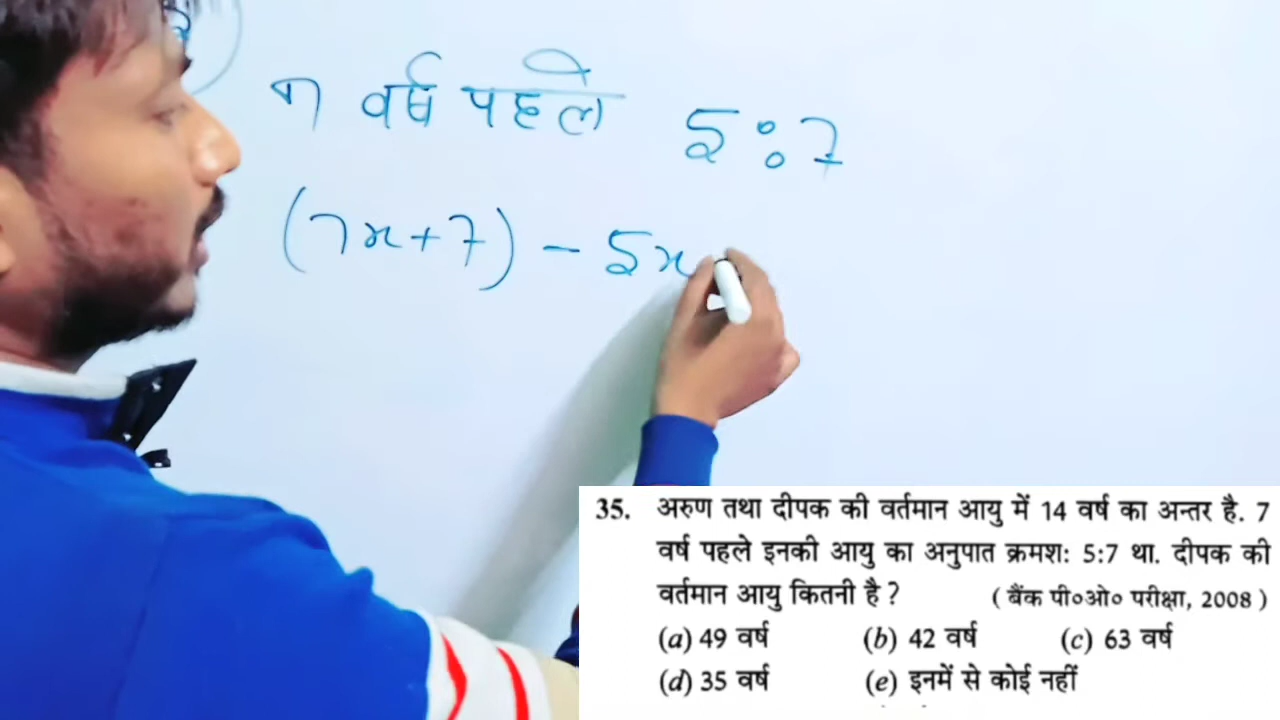 7 वर्ष पहले 5:7
(7x+7) - 5x
35. अरुण तथा दीपक की वर्तमान आयु में 14 वर्ष का अन्तर है. 7
वर्ष पहले इनकी आयु का अनुपात क्रमश: 5:7 था. दीपक की
वर्तमान आयु कितनी है ? ( बैंक पी०ओ० परीक्षा, 2008 )
(a) 49 वर्ष (b) 42 वर्ष (c) 63 वर्ष
(d) 35 वर्ष (e) इनमें से कोई नहीं